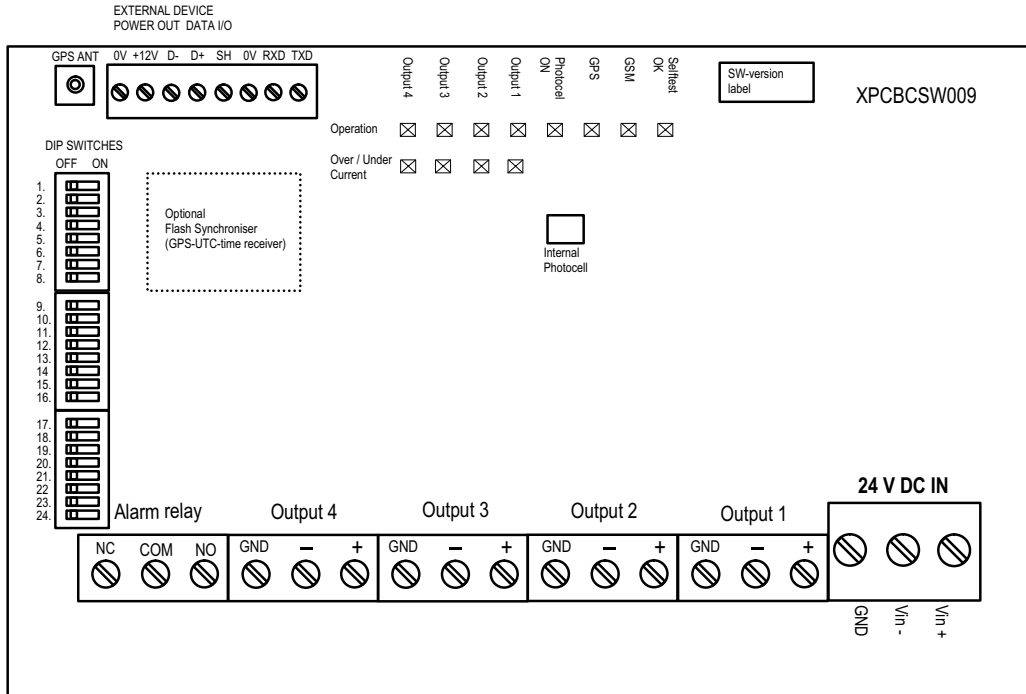 EXTERNAL DEVICE
POWER OUT DATA I/O
GPS ANT
0V +12V D- D+ SH 0V RXD TXD
Output 4
Output 3
Output 2
Output 1
Photocel
ON
GPS
GSM
Selftest
OK
SW-version
label
XPCBCSW009
Operation
Over / Under
Current
DIP SWITCHES
OFF ON
1.
2.
3.
4.
5.
6.
7.
8.
Optional
Flash Synchroniser
(GPS-UTC-time receiver)
Internal
Photocell
9.
10.
11.
12.
13.
14
15.
16.
17.
18.
19.
20.
21.
22
23.
24.
24 V DC IN
Alarm relay
Output 4
Output 3
Output 2
Output 1
NC COM NO
GND − +
GND − +
GND − +
GND − +
GND
Vin -
Vin +